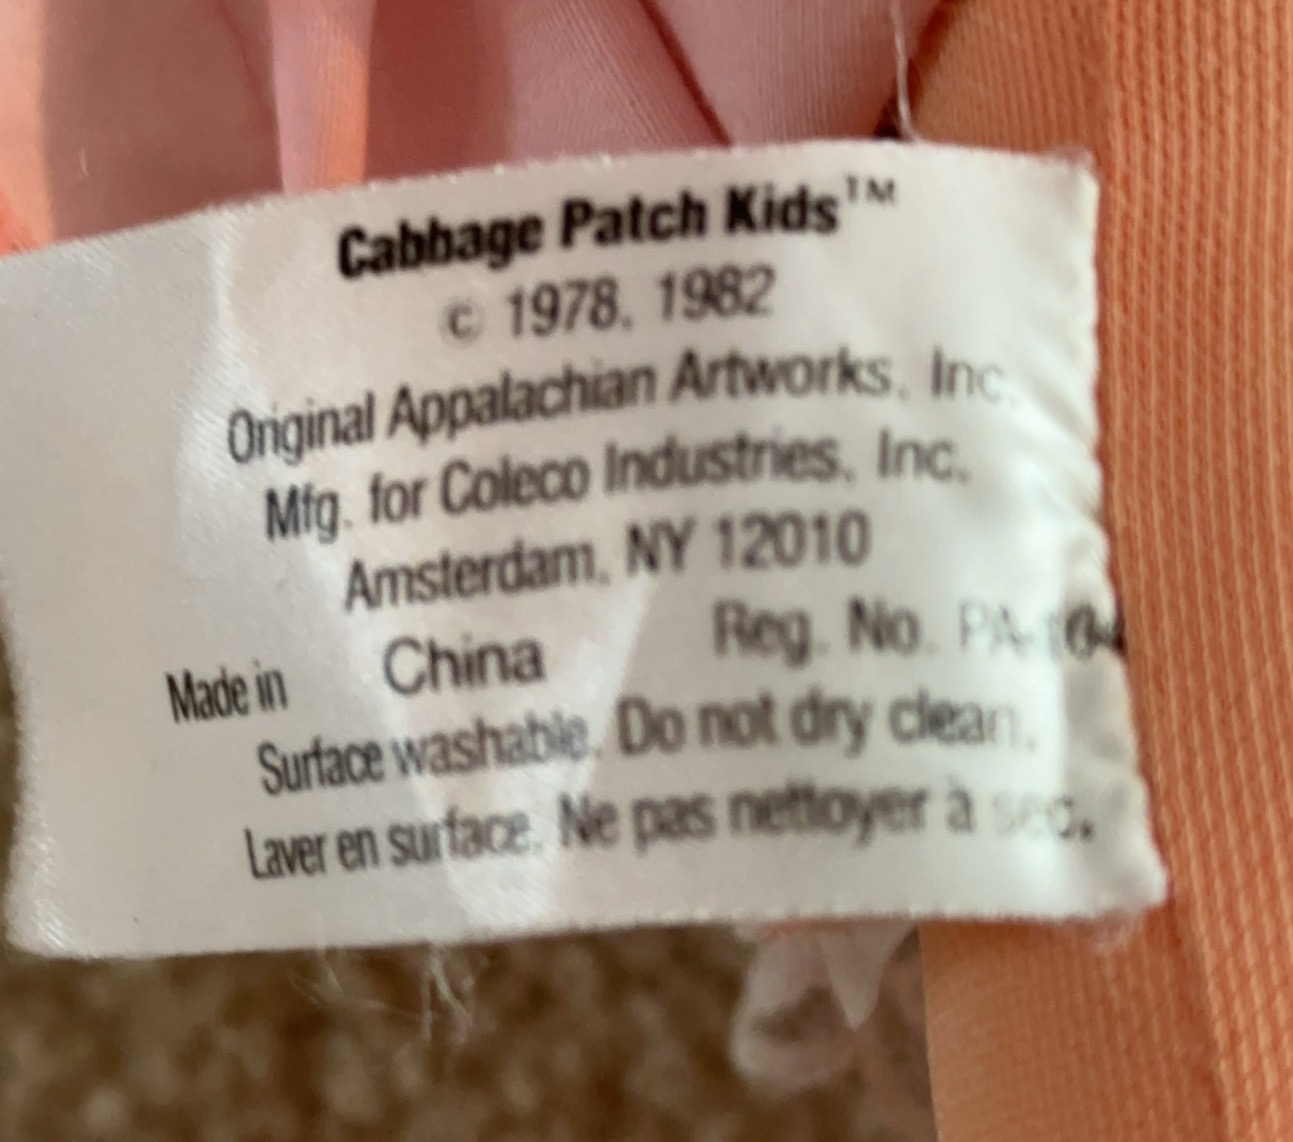 Cabbage Patch Kids™
© 1978, 1982
Original Appalachian Artworks, Inc.
Mfg. for Coleco Industries, Inc.
Amsterdam, NY 12010
Reg. No.
Made in China
Surface washable. Do not dry clean.
Laver en surface. Ne pas nettoyer à sec.